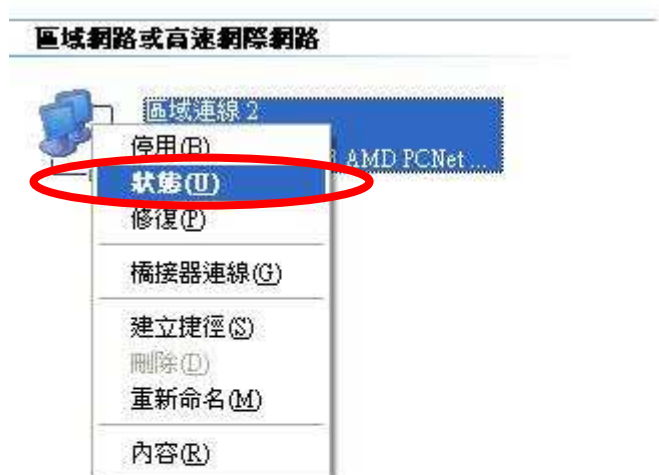 區域網路或高速網際網路
區域連線 2
AMD PCNet ...
停用(B)
狀態(U)
修復(P)
橋接器連線(G)
建立捷徑(S)
刪除(D)
重新命名(M)
內容(R)